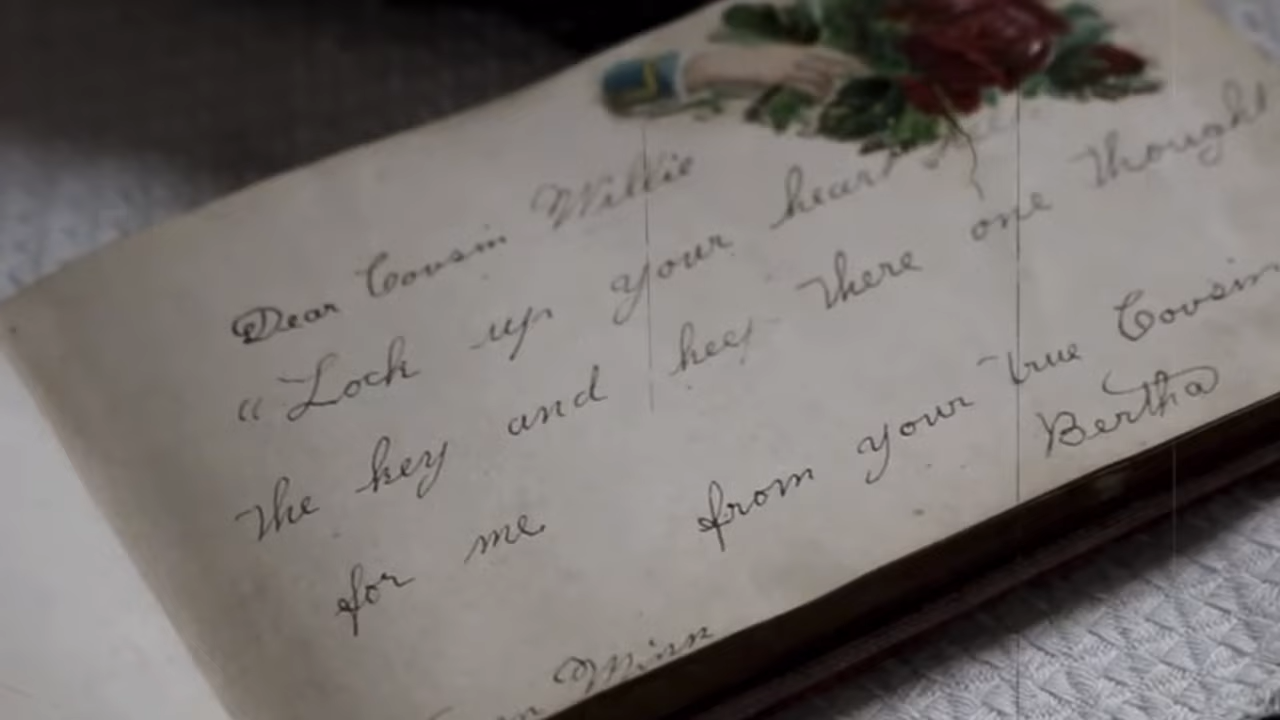 Dear Cousin Willie
"Lock up your heart
the key and keep there one thought
for me from your true Cousin
Bertha
Minn